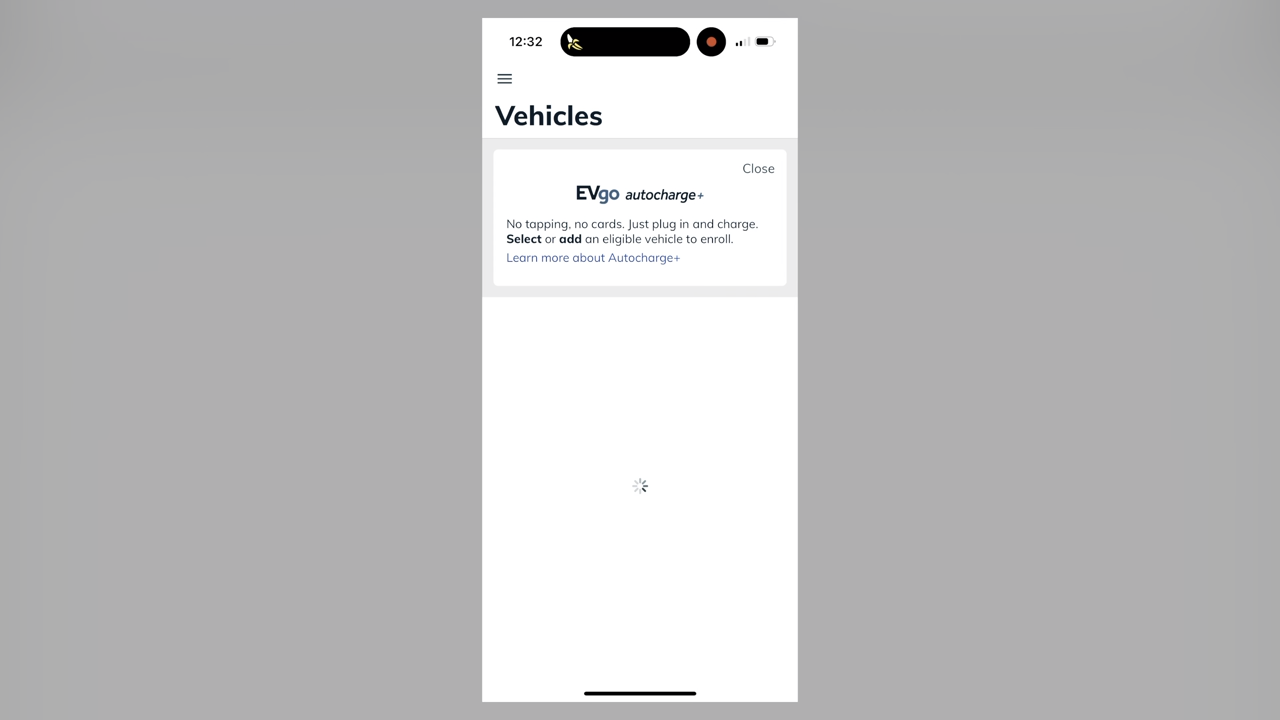 12:32
Vehicles
Close
EVgo autocharge+
No tapping, no cards. Just plug in and charge.
Select or add an eligible vehicle to enroll.
Learn more about Autocharge+